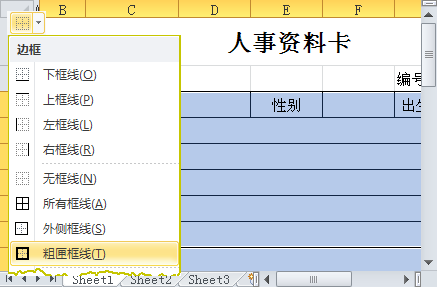 B C D E F
边框
下框线(O)
上框线(P)
左框线(L)
右框线(R)
无框线(N)
所有框线(A)
外侧框线(S)
粗匣框线(T)
人事资料卡
编号
性别
出生
Sheet1 Sheet2 Sheet3